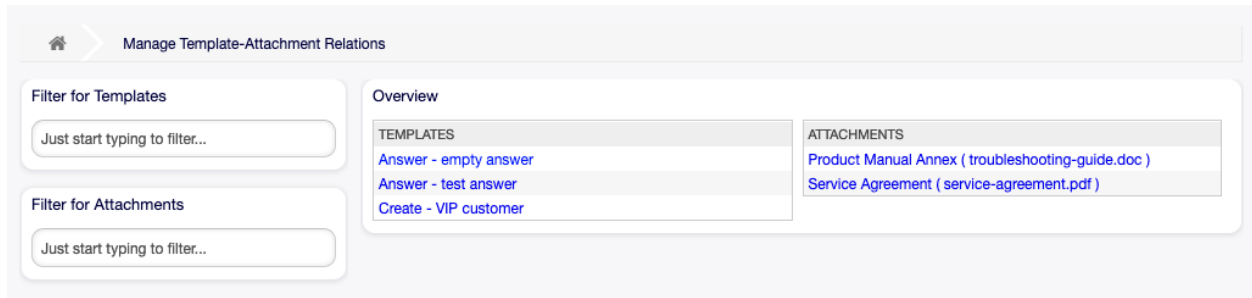 Manage Template-Attachment Relations
Filter for Templates
Just start typing to filter...
Filter for Attachments
Just start typing to filter...
Overview
TEMPLATES
Answer - empty answer
Answer - test answer
Create - VIP customer
ATTACHMENTS
Product Manual Annex ( troubleshooting-guide.doc )
Service Agreement ( service-agreement.pdf )